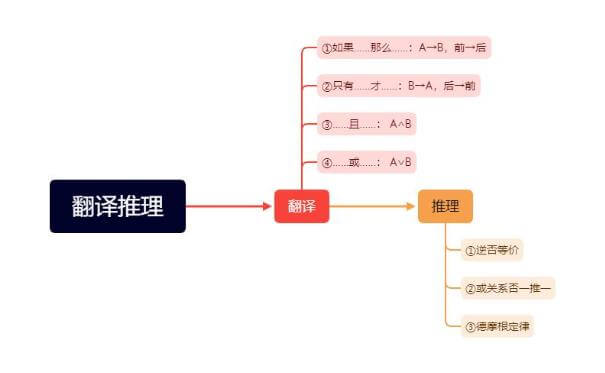 ①如果……那么……：A→B，前→后
②只有……才……：B→A，后→前
③……且……： A∧B
④……或……： A∨B
翻译推理
翻译
推理
①逆否等价
②或关系否一推一
③德摩根定律